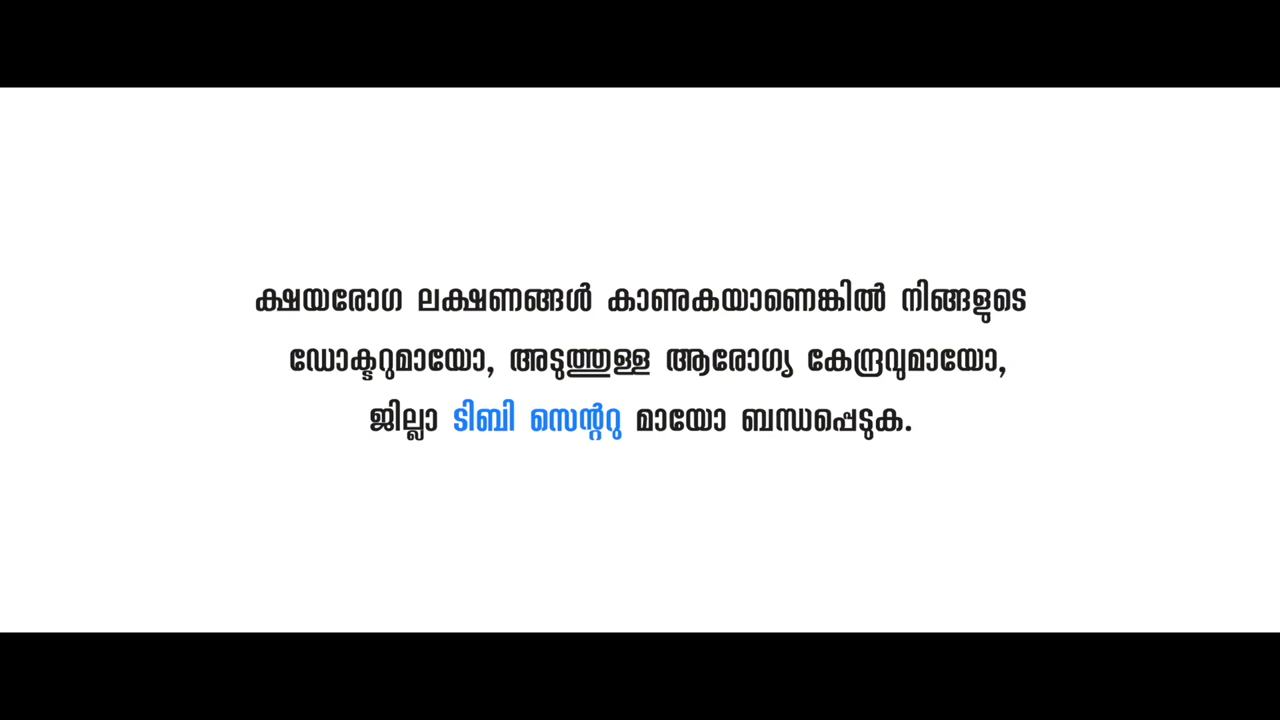 ക്ഷയരോഗ ലക്ഷണങ്ങൾ കാണുകയാണെങ്കിൽ നിങ്ങളുടെ
ഡോക്ടറുമായോ, അടുത്തുള്ള ആരോഗ്യ കേന്ദ്രവുമായോ,
ജില്ലാ ടിബി സെന്ററു മായോ ബന്ധപ്പെടുക.